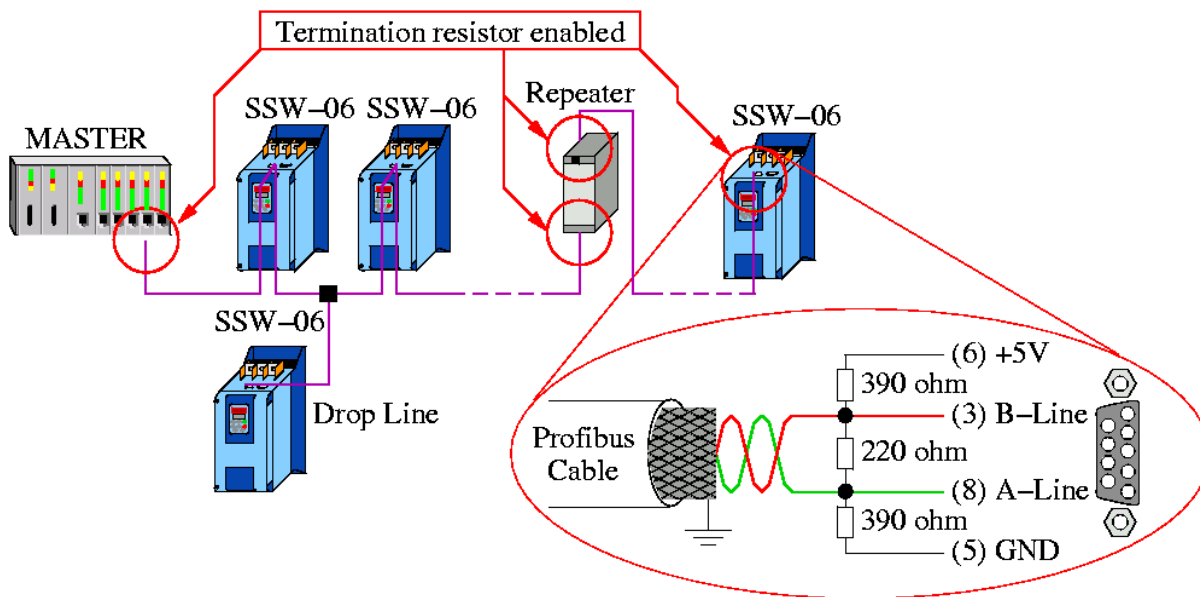 Termination resistor enabled
MASTER
SSW–06
SSW–06
Repeater
SSW–06
SSW–06
Drop Line
Profibus
Cable
(6) +5V
390 ohm
(3) B–Line
220 ohm
(8) A–Line
390 ohm
(5) GND